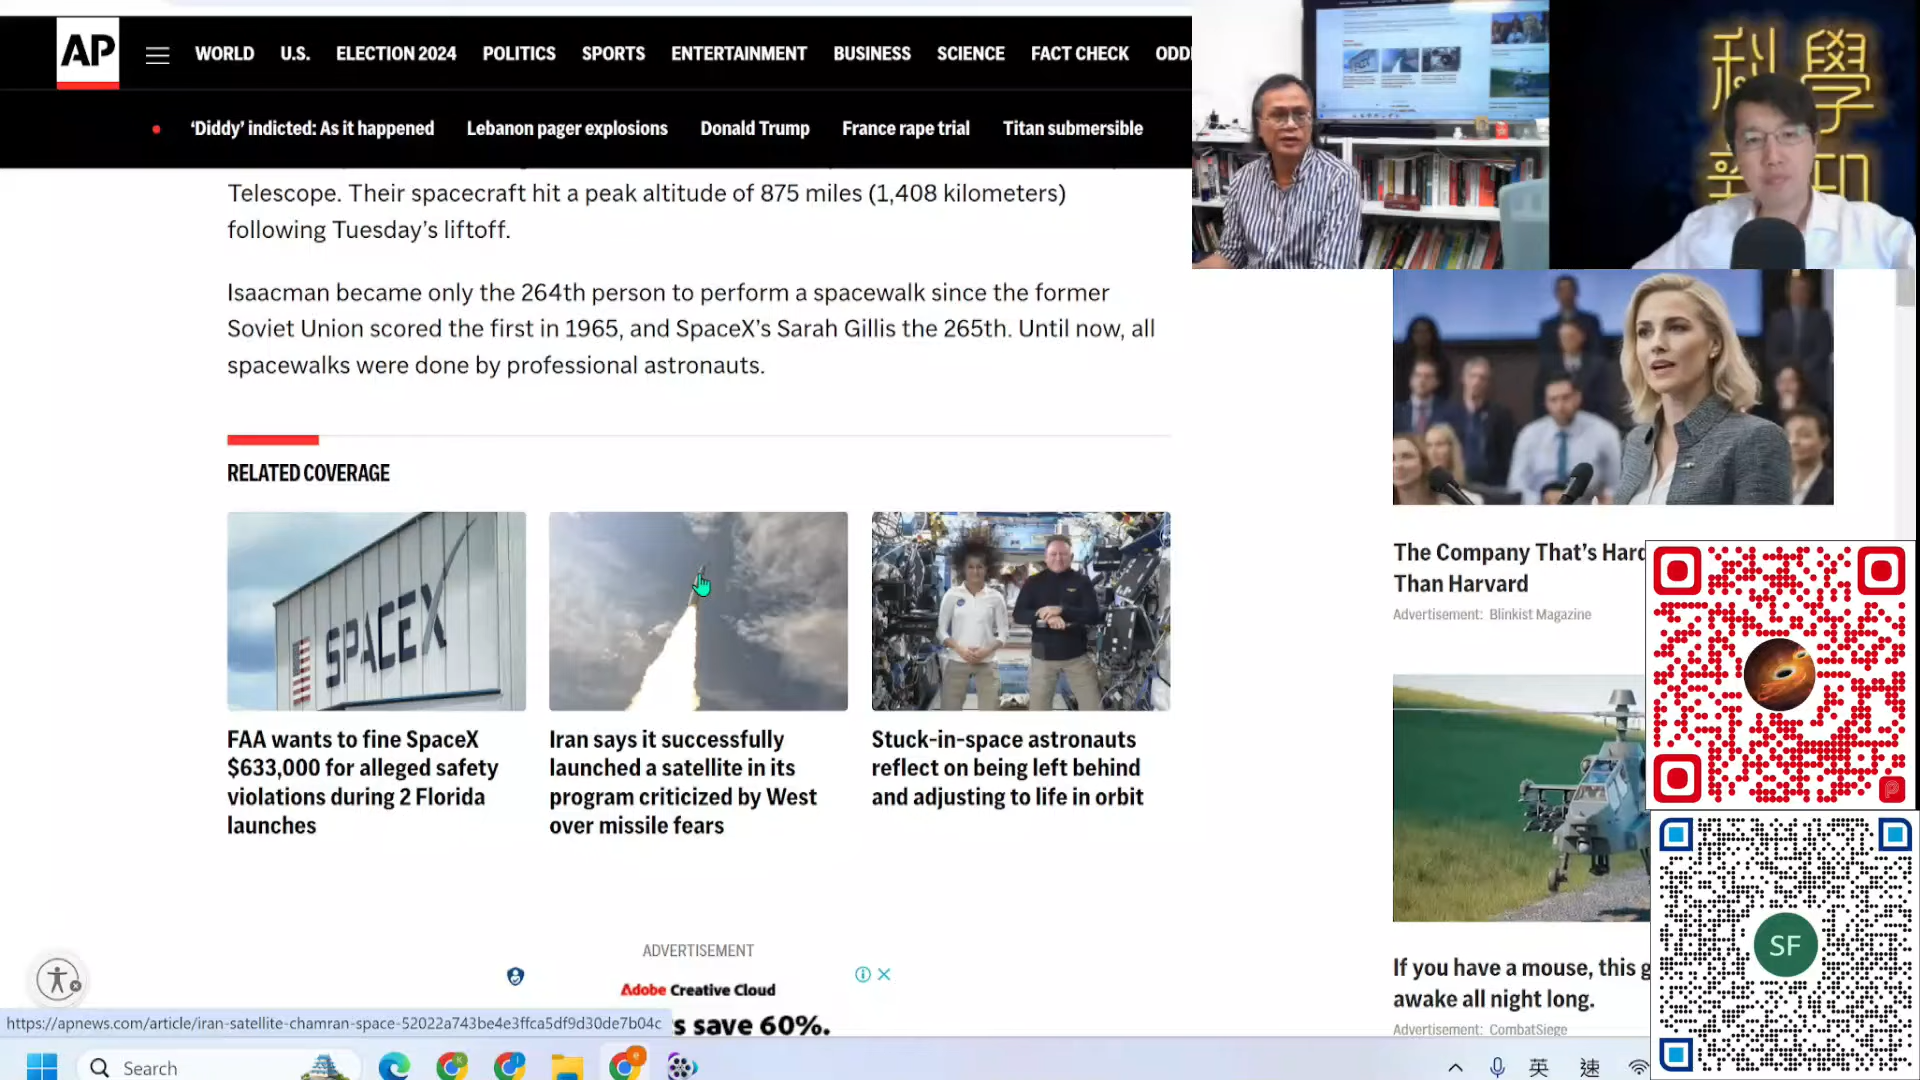 AP
WORLD U.S. ELECTION 2024 POLITICS SPORTS ENTERTAINMENT BUSINESS SCIENCE FACT CHECK ODD
‘Diddy’ indicted: As it happened Lebanon pager explosions Donald Trump France rape trial Titan submersible
Telescope. Their spacecraft hit a peak altitude of 875 miles (1,408 kilometers)
following Tuesday’s liftoff.
Isaacman became only the 264th person to perform a spacewalk since the former
Soviet Union scored the first in 1965, and SpaceX’s Sarah Gillis the 265th. Until now, all
spacewalks were done by professional astronauts.
RELATED COVERAGE
SPACEX
FAA wants to fine SpaceX
$633,000 for alleged safety
violations during 2 Florida
launches
Iran says it successfully
launched a satellite in its
program criticized by West
over missile fears
Stuck-in-space astronauts
reflect on being left behind
and adjusting to life in orbit
ADVERTISEMENT
Adobe Creative Cloud
s save 60%.
科學
新知
The Company That’s Hard
Than Harvard
Advertisement: Blinkist Magazine
SF
If you have a mouse, this g
awake all night long.
Advertisement: CombatSiege
https://apnews.com/article/iran-satellite-chamran-space-52022a743be4e3ffca5df9d30de7b04c
Search
英 速